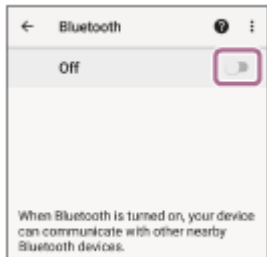 Bluetooth
Off
When Bluetooth is turned on, your device
can communicate with other nearby
Bluetooth devices.